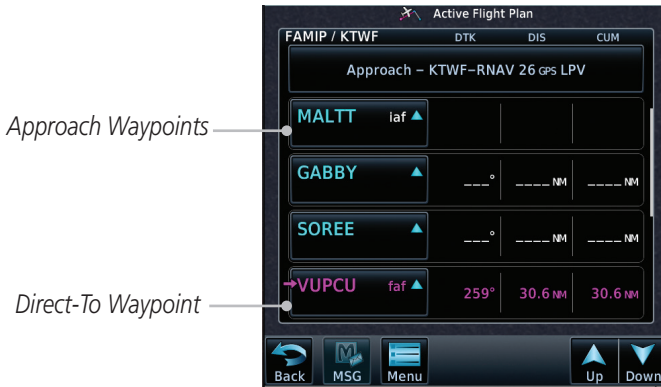 Active Flight Plan
FAMIP / KTWF DTK DIS CUM
Approach – KTWF–RNAV 26 GPS LPV
Approach Waypoints
MALTT iaf
GABBY ___° ____NM ____NM
SOREE ___° ____NM ____NM
Direct-To Waypoint
VUPCU faf 259° 30.6NM 30.6NM
Back MSG Menu Up Down